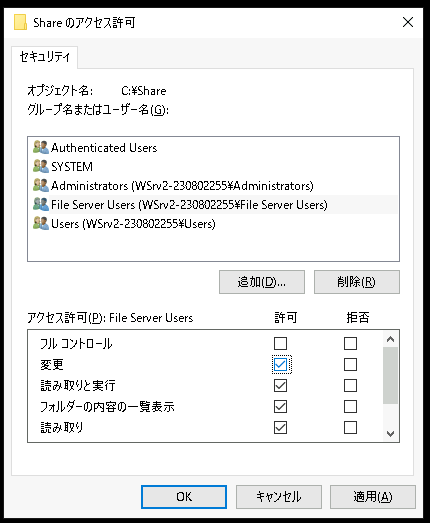 Share のアクセス許可
セキュリティ
オブジェクト名: C:¥Share
グループ名またはユーザー名(G):
Authenticated Users
SYSTEM
Administrators (WSrv2-230802255¥Administrators)
File Server Users (WSrv2-230802255¥File Server Users)
Users (WSrv2-230802255¥Users)
追加(D)... 削除(R)
アクセス許可(P): File Server Users 許可 拒否
フル コントロール
変更
読み取りと実行
フォルダーの内容の一覧表示
読み取り
OK キャンセル 適用(A)